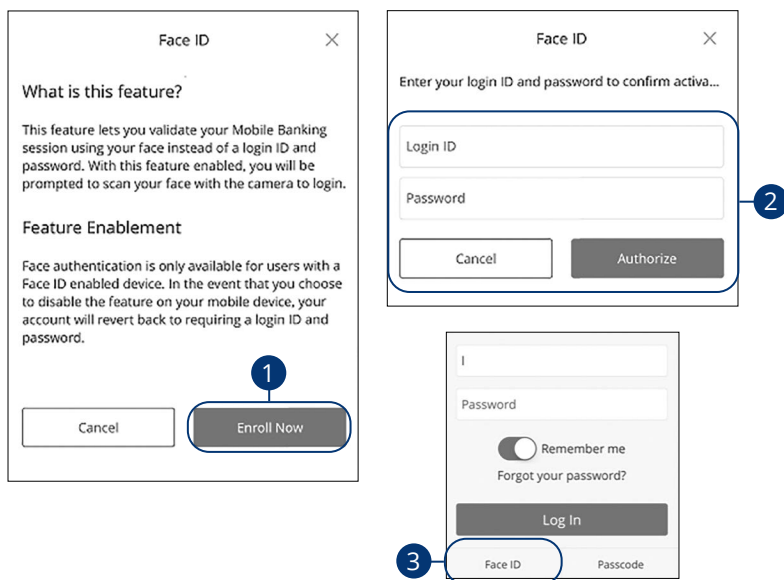 Face ID
What is this feature?
This feature lets you validate your Mobile Banking
session using your face instead of a login ID and
password. With this feature enabled, you will be
prompted to scan your face with the camera to login.
Feature Enablement
Face authentication is only available for users with a
Face ID enabled device. In the event that you choose
to disable the feature on your mobile device, your
account will revert back to requiring a login ID and
password.
1
Cancel Enroll Now
Face ID
Enter your login ID and password to confirm activa...
Login ID
Password
2
Cancel Authorize
I
Password
Remember me
Forgot your password?
Log In
3
Face ID Passcode